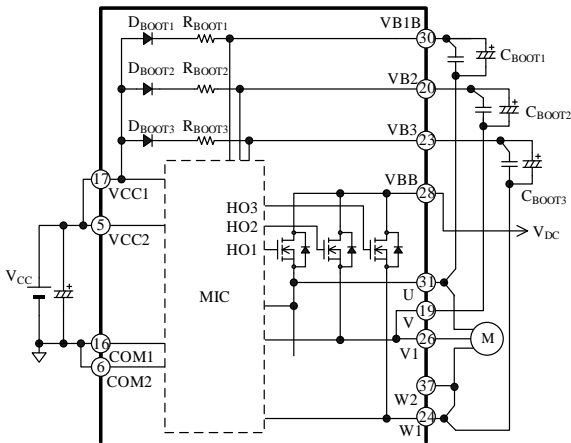 DBOOT1 RBOOT1 VB1B 30 CBOOT1
DBOOT2 RBOOT2 VB2 20 CBOOT2
DBOOT3 RBOOT3 VB3 23 CBOOT3
17 VCC1
VBB 28 VDC
5 VCC2
HO3
HO2
HO1
VCC
MIC
31 U
19 V
16 COM1
V1 26 M
6 COM2
37 W2
24 W1